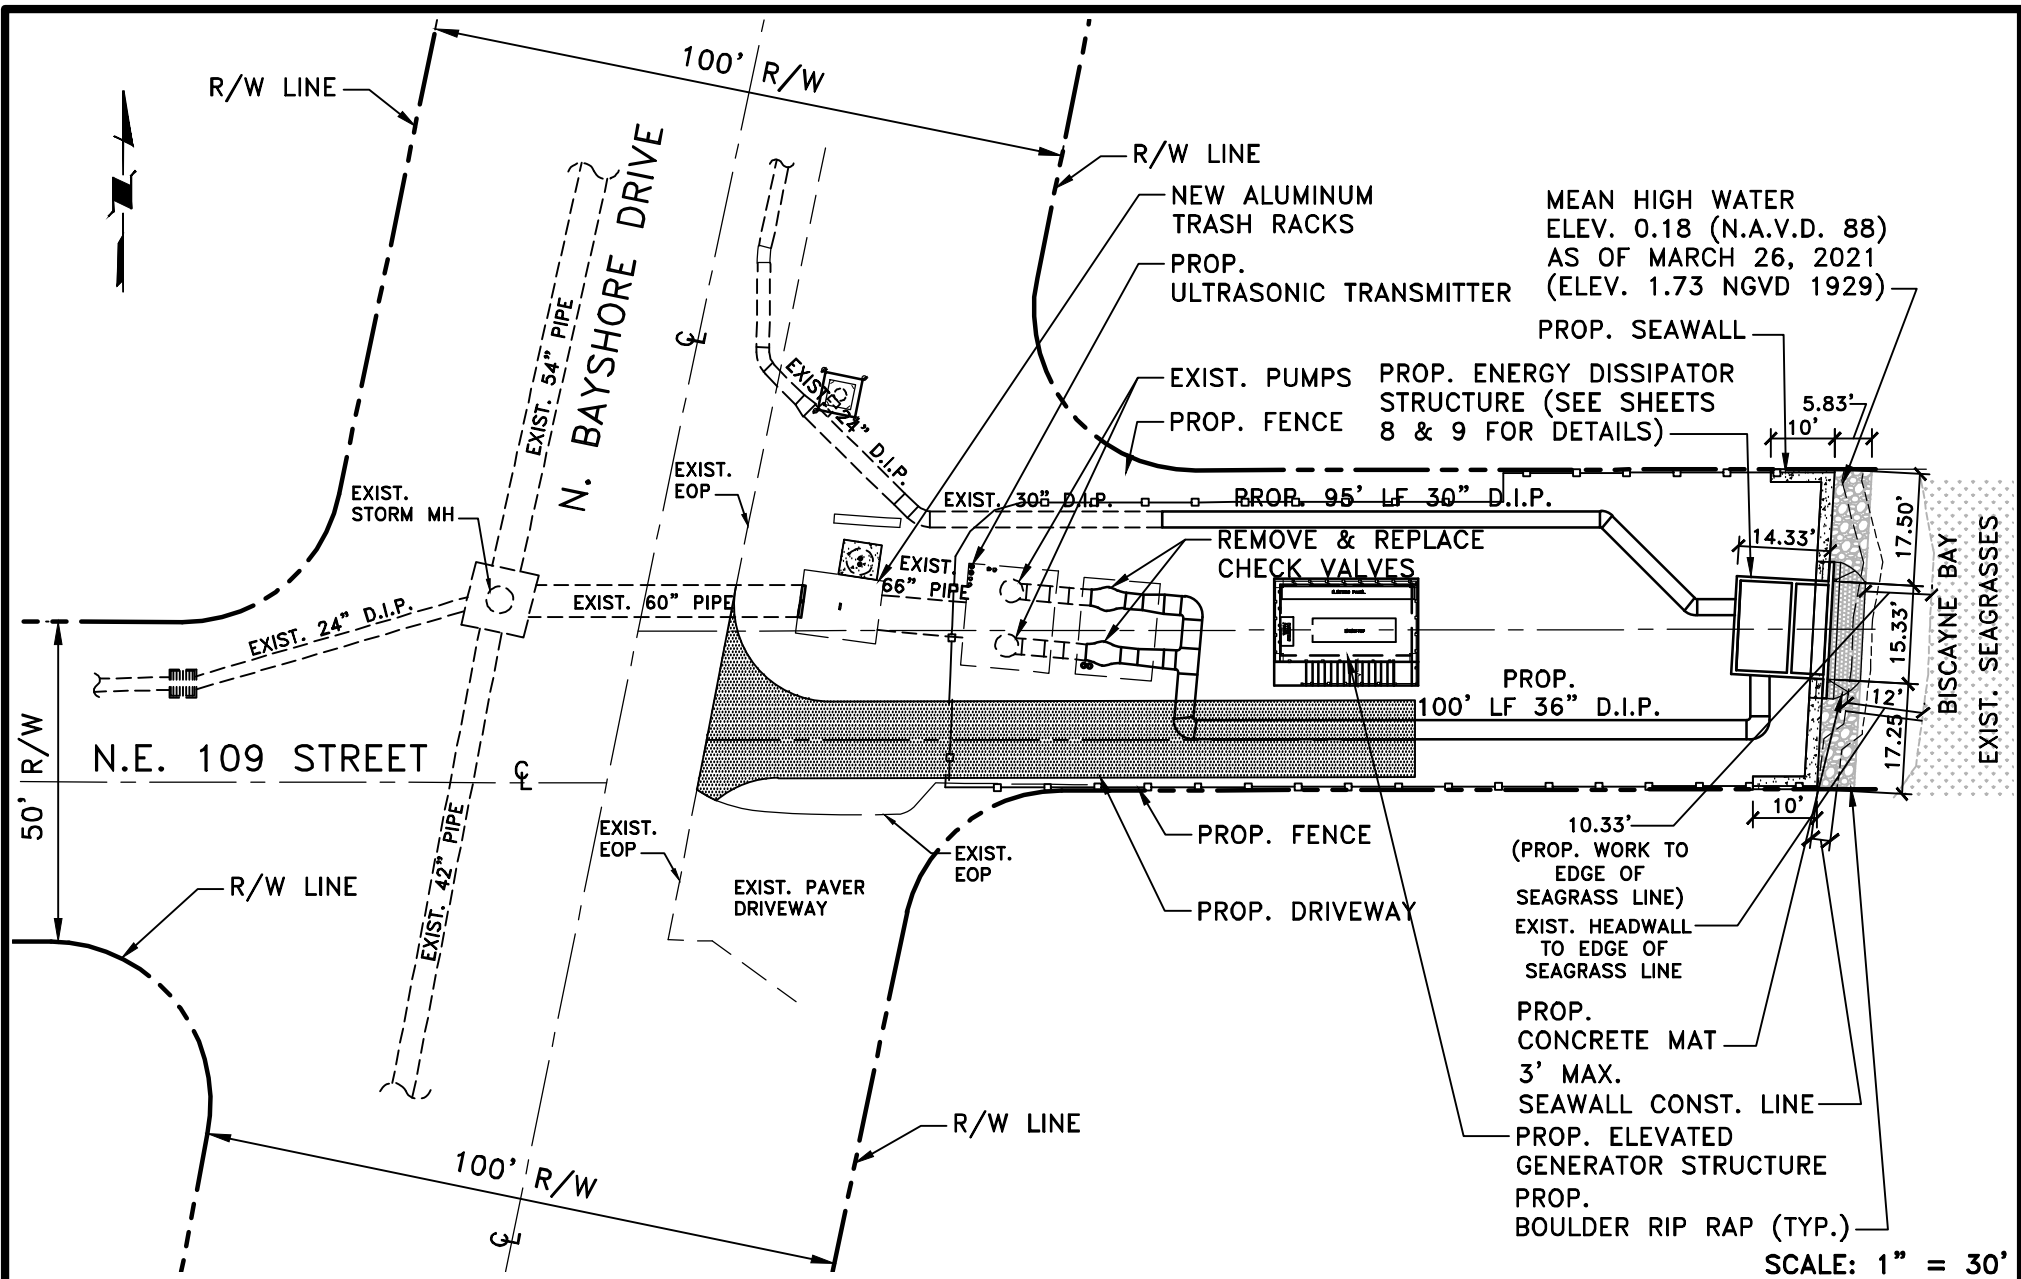 100' R/W
R/W LINE
N. BAYSHORE DRIVE
R/W LINE
NEW ALUMINUM
TRASH RACKS
PROP.
ULTRASONIC TRANSMITTER
MEAN HIGH WATER
ELEV. 0.18 (N.A.V.D. 88)
AS OF MARCH 26, 2021
(ELEV. 1.73 NGVD 1929)
PROP. SEAWALL
EXIST. 54" PIPE
EXIST. 24" D.I.P.
EXIST. PUMPS
PROP. FENCE
PROP. ENERGY DISSIPATOR
STRUCTURE (SEE SHEETS
8 & 9 FOR DETAILS)
5.83'
10'
EXIST.
EOP
EXIST.
STORM MH
EXIST. 30" D.I.P.
PROP. 95' LF 30" D.I.P.
REMOVE & REPLACE
CHECK VALVES
14.33'
17.50'
EXIST.
66" PIPE
EXIST. 60" PIPE
EXIST. 24" D.I.P.
15.33'
BISCAYNE BAY
EXIST. SEAGRASSES
PROP.
100' LF 36" D.I.P.
12'
17.25'
50' R/W
N.E. 109 STREET
10'
EXIST. 42" PIPE
EXIST.
EOP
EXIST.
EOP
EXIST. PAVER
DRIVEWAY
PROP. FENCE
PROP. DRIVEWAY
10.33'
(PROP. WORK TO
EDGE OF
SEAGRASS LINE)
EXIST. HEADWALL
TO EDGE OF
SEAGRASS LINE
R/W LINE
PROP.
CONCRETE MAT
3' MAX.
SEAWALL CONST. LINE
PROP. ELEVATED
GENERATOR STRUCTURE
PROP.
BOULDER RIP RAP (TYP.)
R/W LINE
100' R/W
SCALE: 1" = 30'